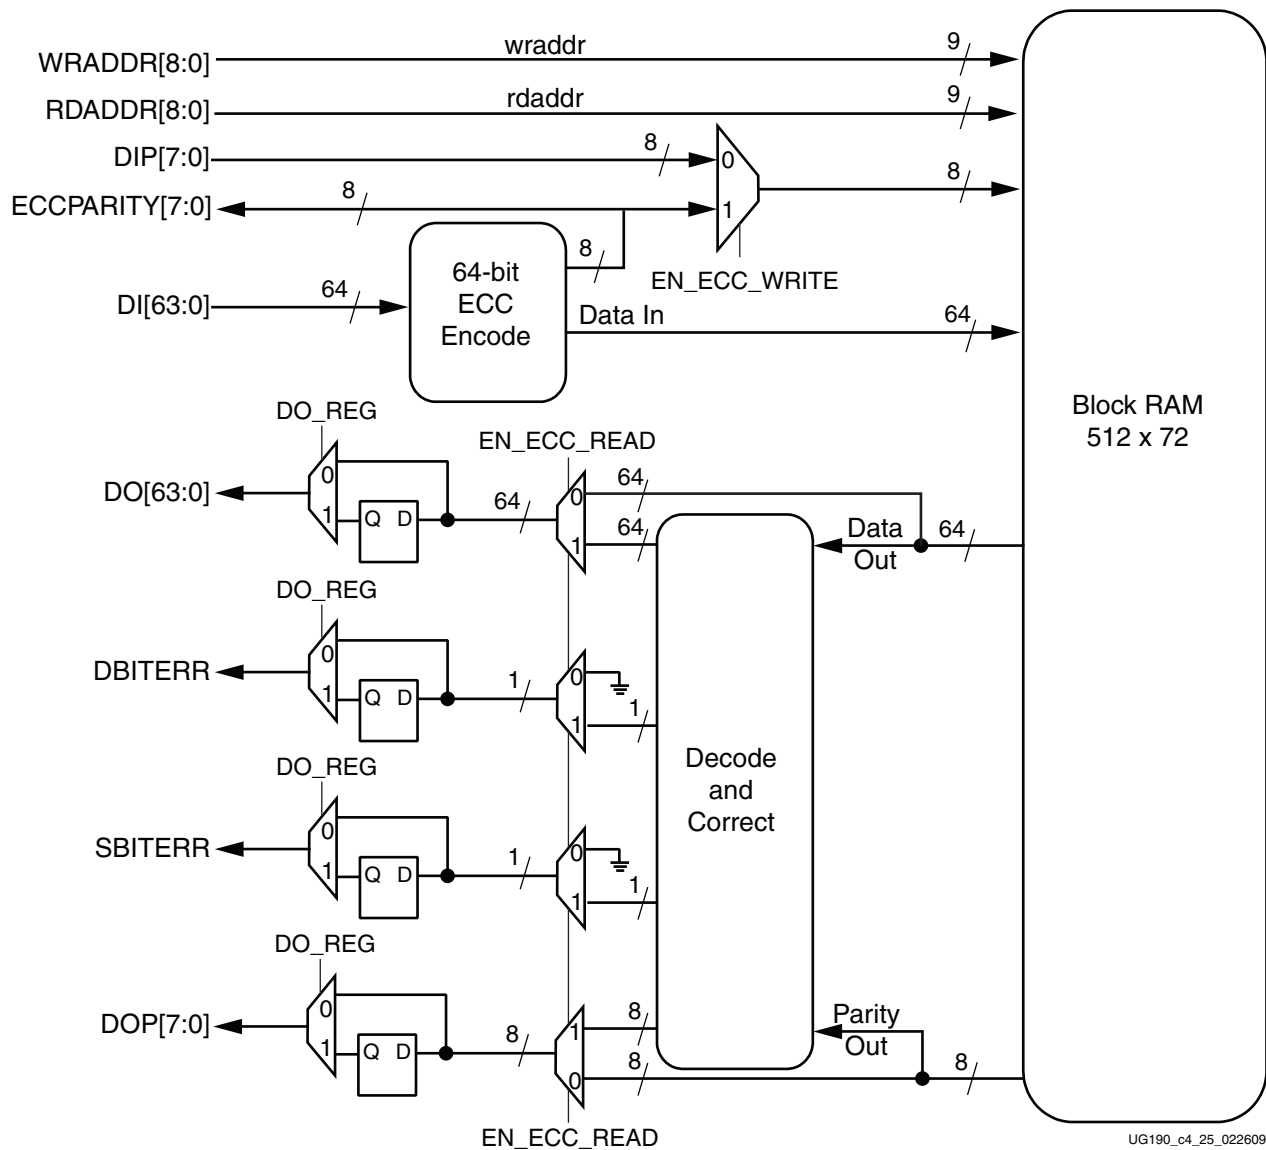 WRADDR[8:0]
wraddr
9
RDADDR[8:0]
rdaddr
9
DIP[7:0]
8
0
8
ECCPARITY[7:0]
8
1
64-bit
ECC
Encode
8
EN_ECC_WRITE
DI[63:0]
64
Data In
64
Block RAM
512 x 72
DO_REG
EN_ECC_READ
DO[63:0]
0
1
Q D
64
0
1
64
64
Data
Out
64
DO_REG
DBITERR
0
1
Q D
1
0
1
1
Decode
and
Correct
DO_REG
SBITERR
0
1
Q D
1
0
1
1
DO_REG
DOP[7:0]
0
1
Q D
8
1
0
8
8
Parity
Out
8
EN_ECC_READ
UG190_c4_25_022609